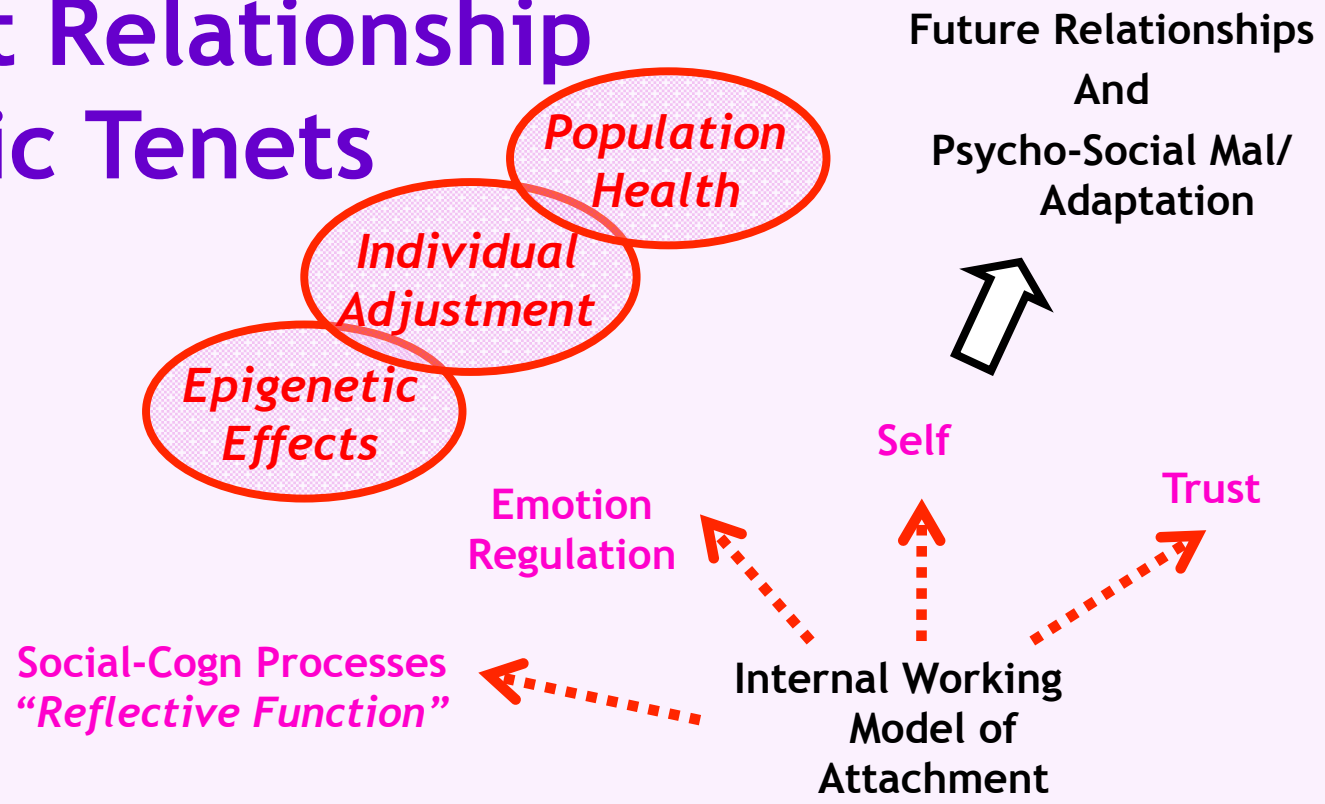 Relationship
Tenets
Future Relationships
And
Psycho-Social Mal/
Adaptation
Population
Health
Individual
Adjustment
Epigenetic
Effects
Self
Trust
Emotion
Regulation
Social-Cogn Processes
“Reflective Function”
Internal Working
Model of
Attachment